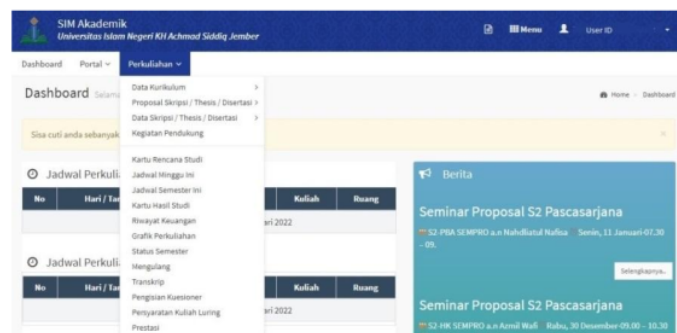 SIM Akademik
Universitas Islam Negeri KH Achmad Siddiq Jember
Menu
User ID
Dashboard
Portal
Perkuliahan
Dashboard
Home
Dashboard
Sisa cuti anda sebanyak
Data Kurikulum
Proposal Skripsi / Thesis / Disertasi
Data Skripsi / Thesis / Disertasi
Kegiatan Pendukung
Kartu Rencana Studi
Jadwal Minggu Ini
Jadwal Semester Ini
Kartu Hasil Studi
Riwayat Keuangan
Grafik Perkuliahan
Status Semester
Mengulang
Transkrip
Pengisian Kuesioner
Persyaratan Kuliah Luring
Prestasi
Jadwal Perkuli
No Hari / Ta Kuliah Ruang
ari 2022
Jadwal Perkuli
No Hari / Ta Kuliah Ruang
ari 2022
Berita
Seminar Proposal S2 Pascasarjana
S2-PBA SEMPRO a.n Nahdliatul Nafisa Senin, 11 Januari-07.30
- 09.
Selengkapnya..
Seminar Proposal S2 Pascasarjana
S2-HK SEMPRO a.n Azmil Wali Rabu, 30 Desember-09.00 - 10.30